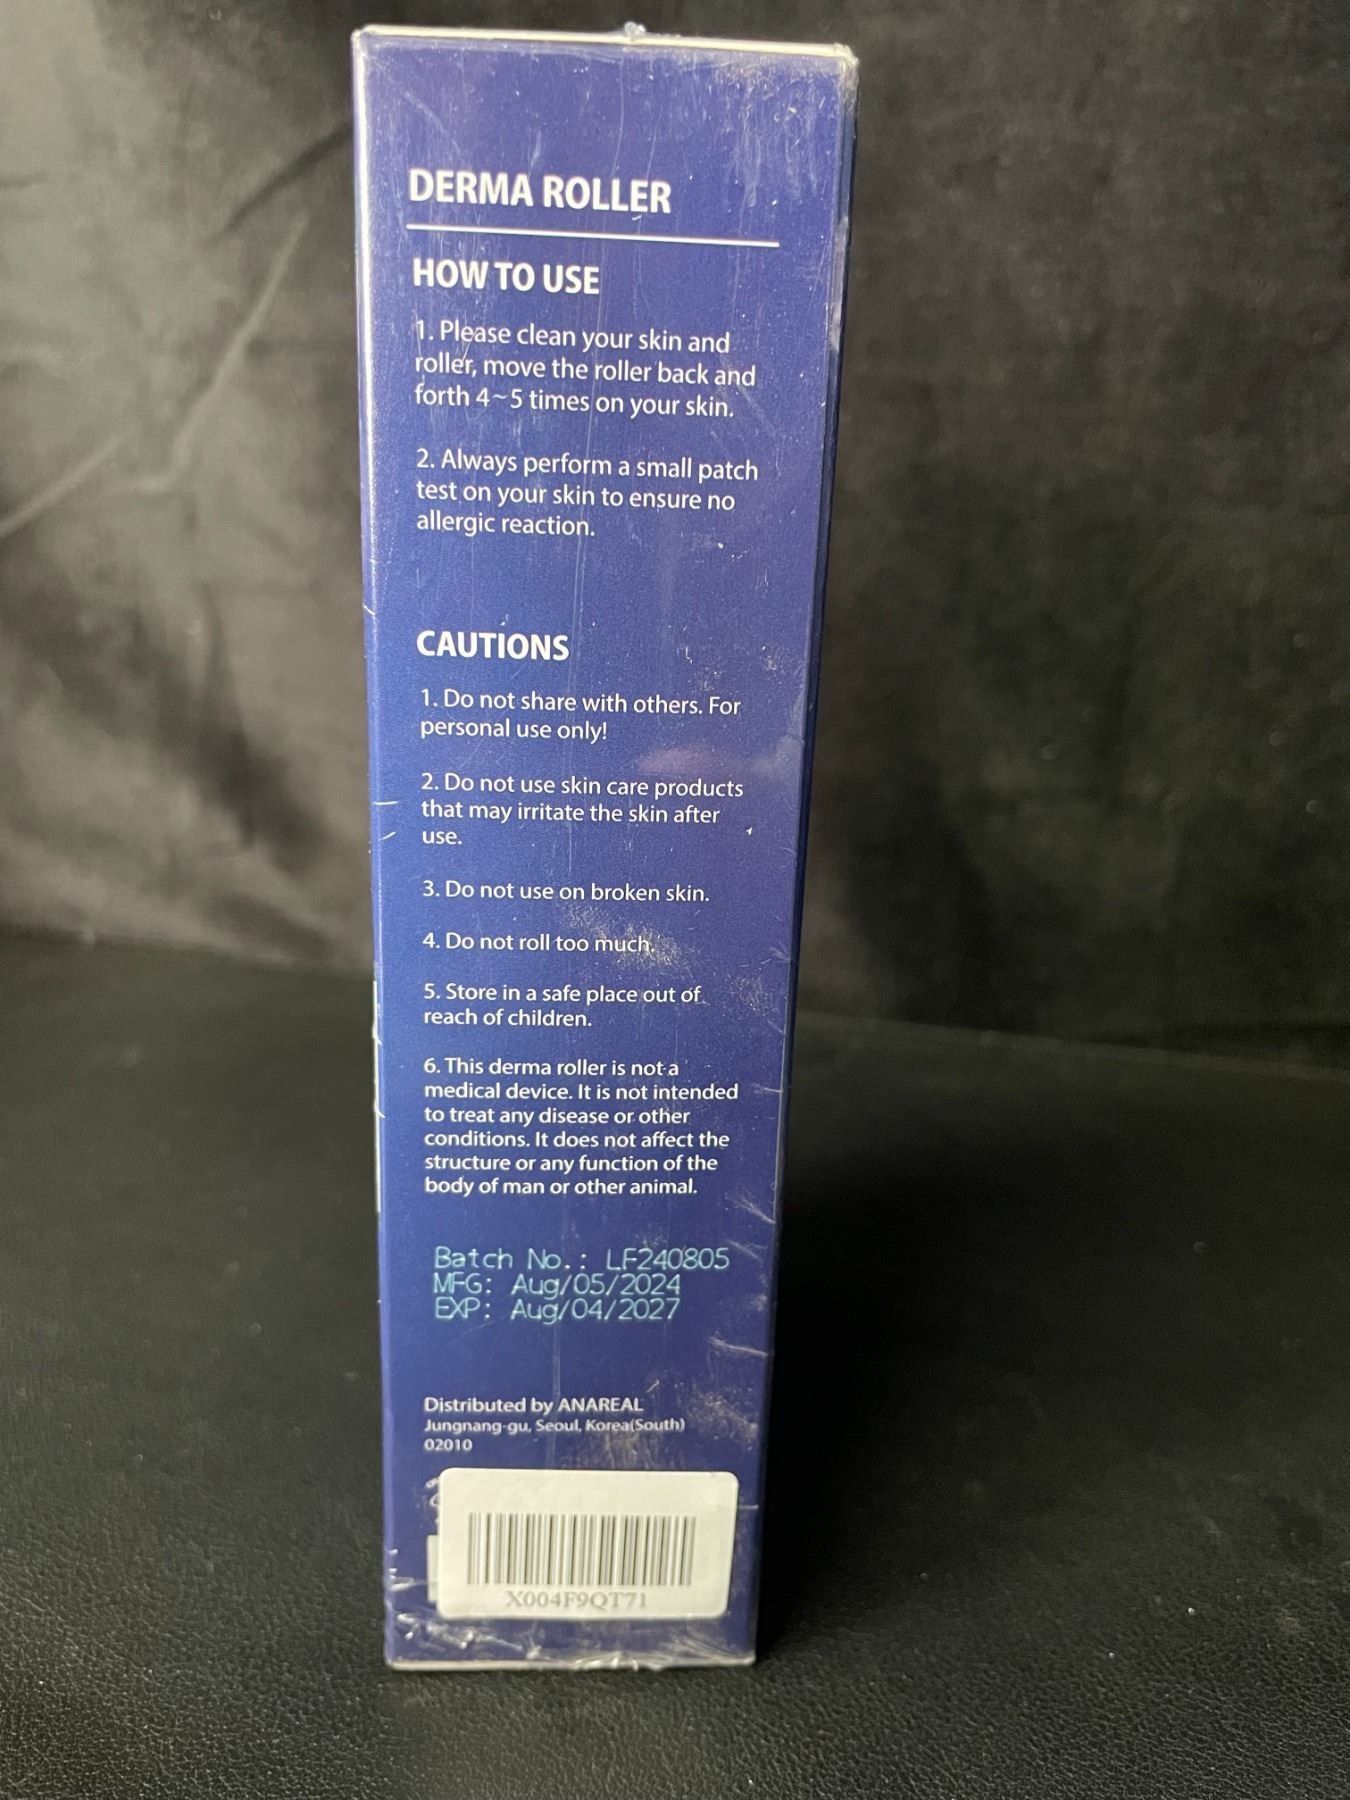 DERMA ROLLER
HOW TO USE
1. Please clean your skin and
roller, move the roller back and
forth 4~5 times on your skin.
2. Always perform a small patch
test on your skin to ensure no
allergic reaction.
CAUTIONS
1. Do not share with others. For
personal use only!
2. Do not use skin care products
that may irritate the skin after
use.
3. Do not use on broken skin.
4. Do not roll too much.
5. Store in a safe place out of
reach of children.
6. This derma roller is not a
medical device. It is not intended
to treat any disease or other
conditions. It does not affect the
structure or any function of the
body of man or other animal.
Batch No.: LF240805
MFG: Aug/05/2024
EXP: Aug/04/2027
Distributed by ANAREAL
Jungnang-gu, Seoul, Korea(South)
02010
X004F9QT71